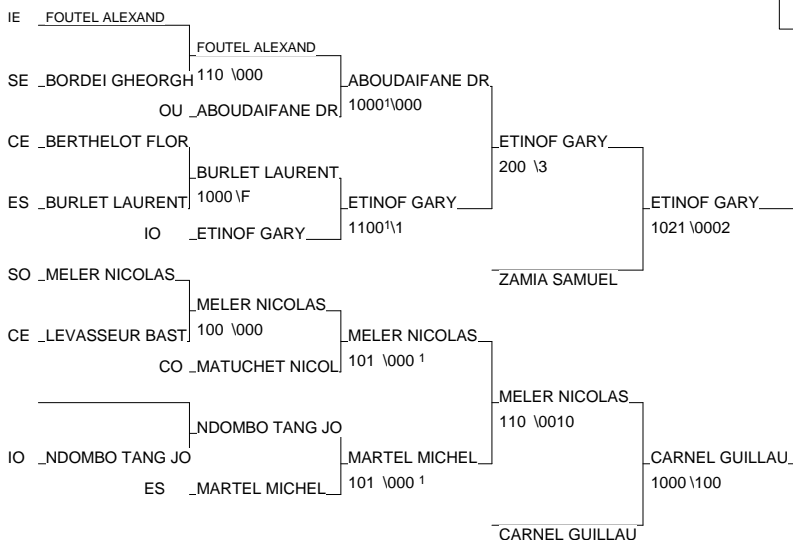 IE FOUTEL ALEXAND
FOUTEL ALEXAND
110 \000
SE BORDEI GHEORGH
ABOUDAIFANE DR
1000¹\000
OU ABOUDAIFANE DR
CE BERTHELOT FLOR
ETINOF GARY
200 \3
BURLET LAURENT
1000 \F
ES BURLET LAURENT
ETINOF GARY
1100¹\1
ETINOF GARY
1021 \0002
IO ETINOF GARY
SO MELER NICOLAS
ZAMIA SAMUEL
MELER NICOLAS
100 \000
CE LEVASSEUR BAST
MELER NICOLAS
101 \000 ¹
CO MATUCHET NICOL
MELER NICOLAS
110 \0010
NDOMBO TANG JO
IO NDOMBO TANG JO
MARTEL MICHEL
101 \000 ¹
CARNEL GUILLAU
1000 \100
ES MARTEL MICHEL
CARNEL GUILLAU